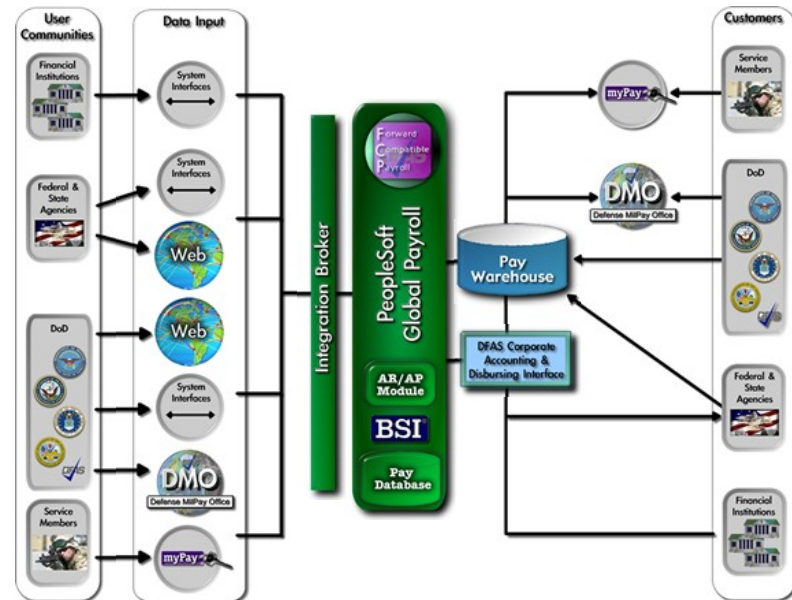 User
Communities
Financial
Institutions
Federal &
State
Agencies
DoD
DFAS
Service
Members
Data Input
System
Interfaces
System
Interfaces
Web
Web
System
Interfaces
DMO
Defense MilPay Office
myPay
Integration Broker
Forward
Compatible
Payroll
PeopleSoft
Global Payroll
AR/AP
Module
BSI
Pay
Database
Pay
Warehouse
DFAS Corporate
Accounting &
Disbursing Interface
myPay
DMO
Defense MilPay Office
Customers
Service
Members
DoD
Federal &
State
Agencies
Financial
Institutions